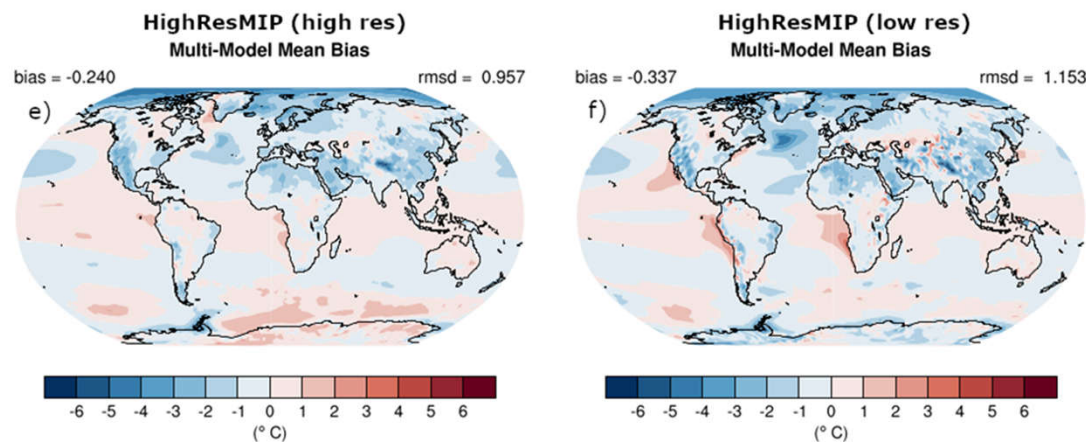 HighResMIP (high res)
Multi-Model Mean Bias
bias = -0.240 rmsd = 0.957
e)
-6 -5 -4 -3 -2 -1 0 1 2 3 4 5 6
(° C)
HighResMIP (low res)
Multi-Model Mean Bias
bias = -0.337 rmsd = 1.153
f)
-6 -5 -4 -3 -2 -1 0 1 2 3 4 5 6
(° C)